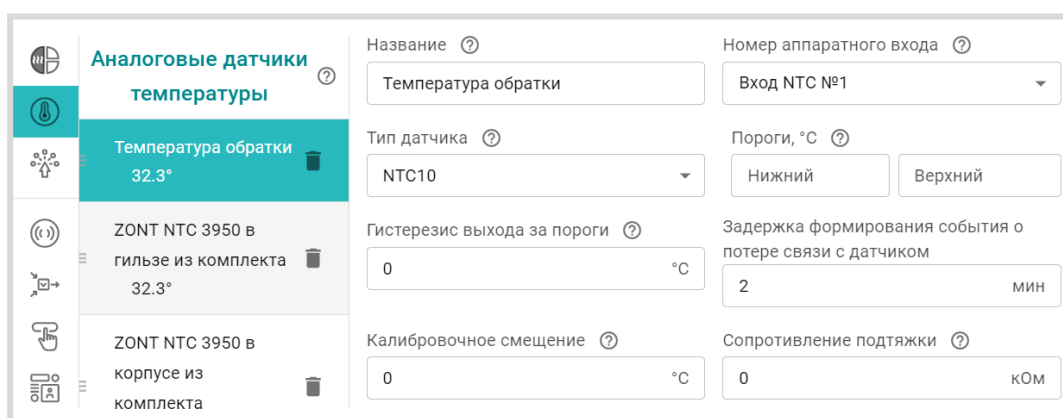 Аналоговые датчики
температуры
Температура обратки
32.3°
ZONT NTC 3950 в
гильзе из комплекта
32.3°
ZONT NTC 3950 в
корпусе из
комплекта
Название
Температура обратки
Номер аппаратного входа
Вход NTC №1
Тип датчика
NTC10
Пороги, °C
Нижний
Верхний
Гистерезис выхода за пороги
0 °C
Задержка формирования события о
потере связи с датчиком
2 мин
Калибровочное смещение
0 °C
Сопротивление подтяжки
0 кОм